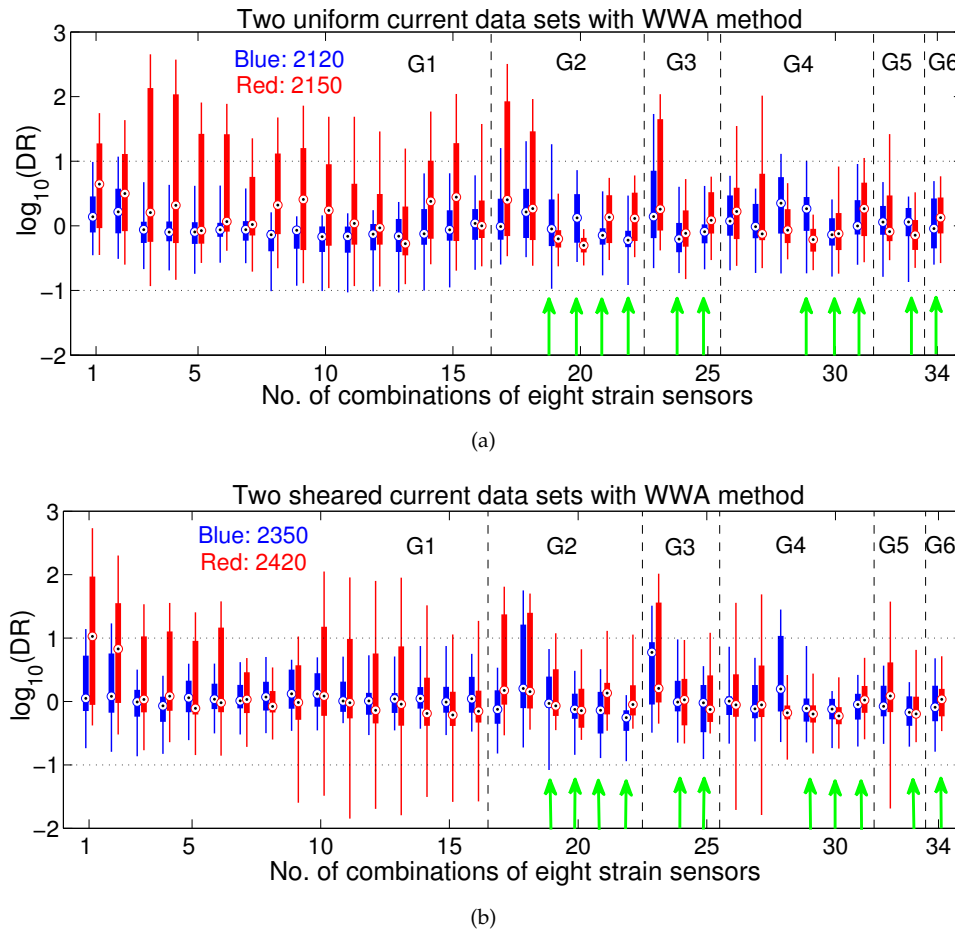 Two uniform current data sets with WWA method
3
2
1
0
−1
−2
log10(DR)
Blue: 2120
Red: 2150
G1
G2
G3
G4
G5
G6
1
5
10
15
20
25
30
34
No. of combinations of eight strain sensors
(a)
Two sheared current data sets with WWA method
3
2
1
0
−1
−2
log10(DR)
Blue: 2350
Red: 2420
G1
G2
G3
G4
G5
G6
1
5
10
15
20
25
30
34
No. of combinations of eight strain sensors
(b)